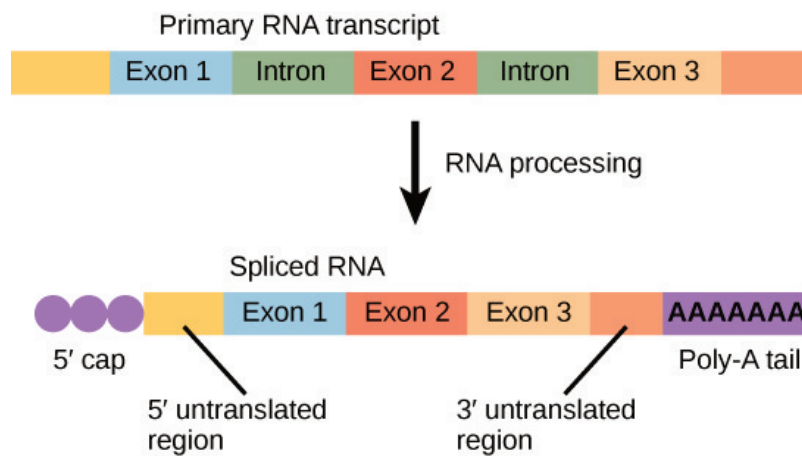 Primary RNA transcript
Exon 1 Intron Exon 2 Intron Exon 3
RNA processing
Spliced RNA
Exon 1 Exon 2 Exon 3 AAAAAAA
5′ cap Poly-A tail
5′ untranslated
region
3′ untranslated
region